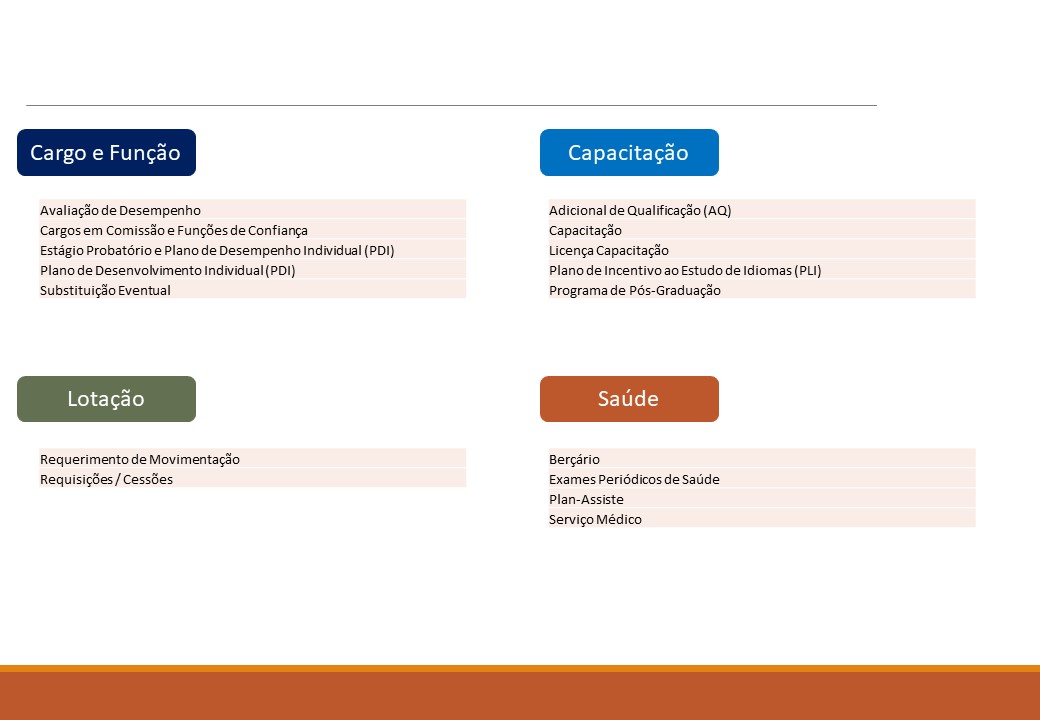 Cargo e Função
Avaliação de Desempenho
Cargos em Comissão e Funções de Confiança
Estágio Probatório e Plano de Desempenho Individual (PDI)
Plano de Desenvolvimento Individual (PDI)
Substituição Eventual
Capacitação
Adicional de Qualificação (AQ)
Capacitação
Licença Capacitação
Plano de Incentivo ao Estudo de Idiomas (PLI)
Programa de Pós-Graduação
Lotação
Requerimento de Movimentação
Requisições / Cessões
Saúde
Berçário
Exames Periódicos de Saúde
Plan-Assiste
Serviço Médico